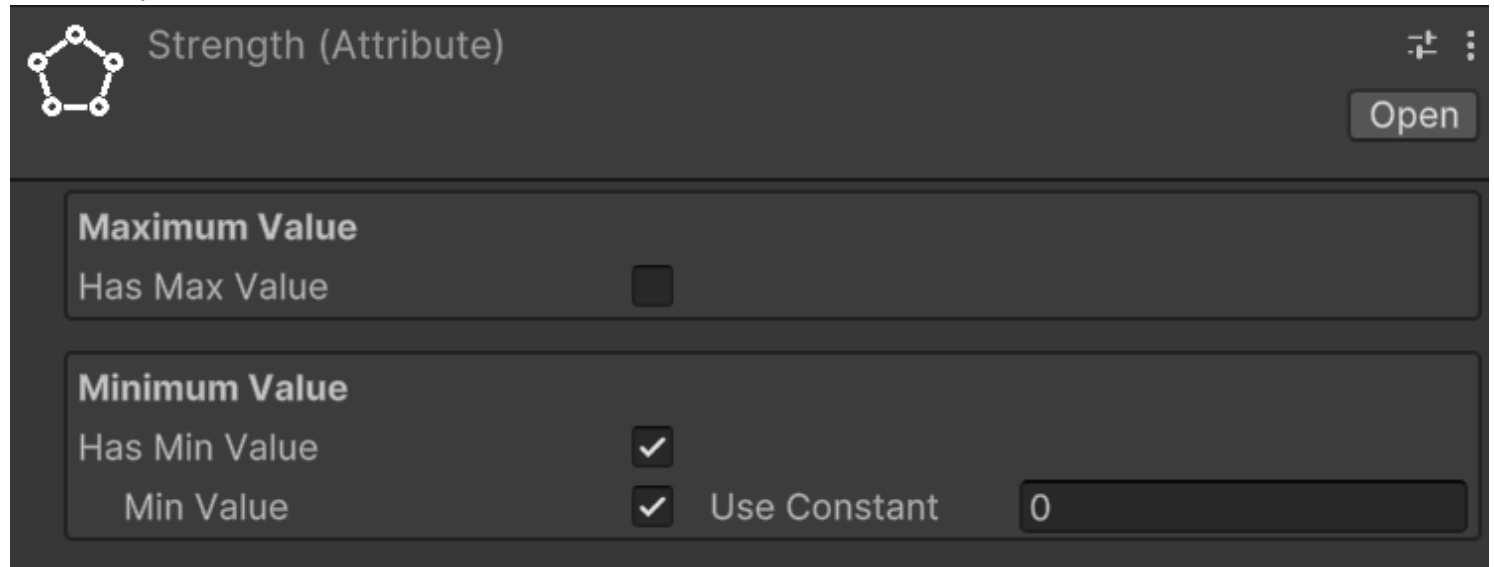 Strength (Attribute)
Open
Maximum Value
Has Max Value
Minimum Value
Has Min Value
Min Value Use Constant 0